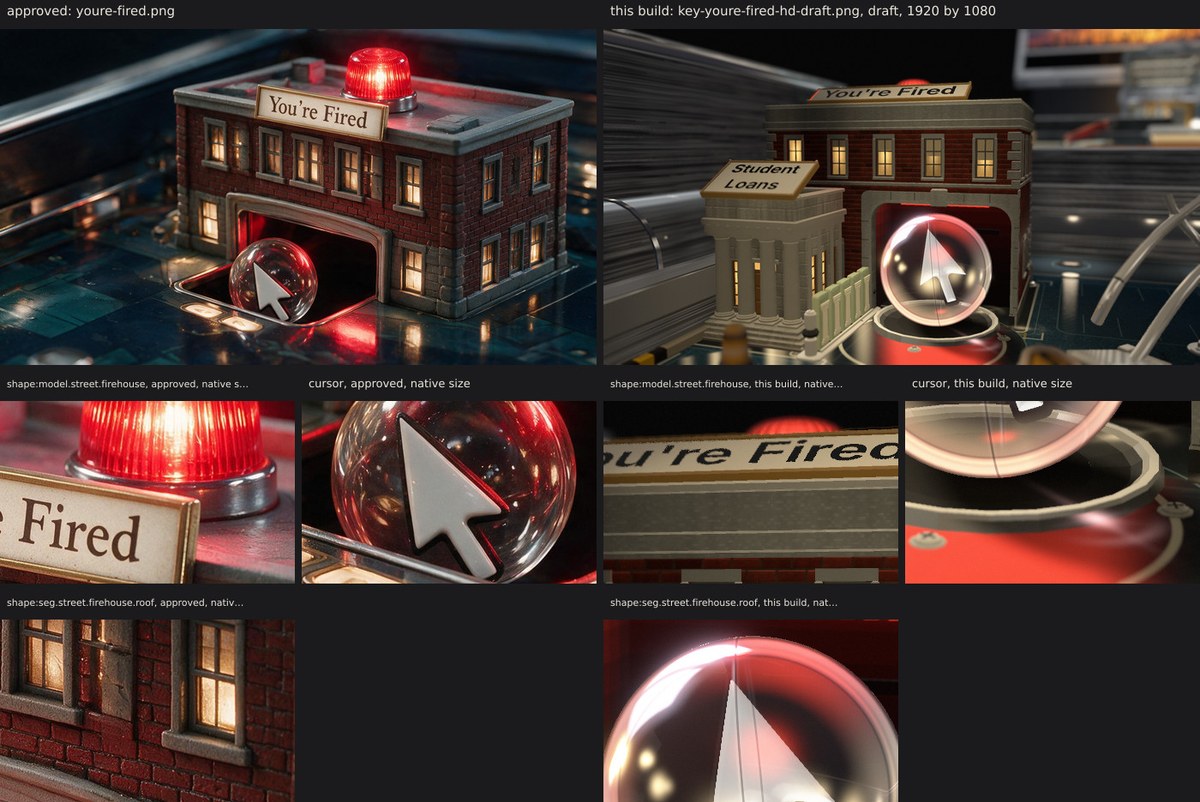 approved: youre-fired.png
this build: key-youre-fired-hd-draft.png, draft, 1920 by 1080
You're Fired
You're Fired
Student
Loans
shape:model.street.firehouse, approved, native s...
cursor, approved, native size
shape:model.street.firehouse, this build, native...
cursor, this build, native size
e Fired
ou're Fired
shape:seg.street.firehouse.roof, approved, nativ...
shape:seg.street.firehouse.roof, this build, nat...